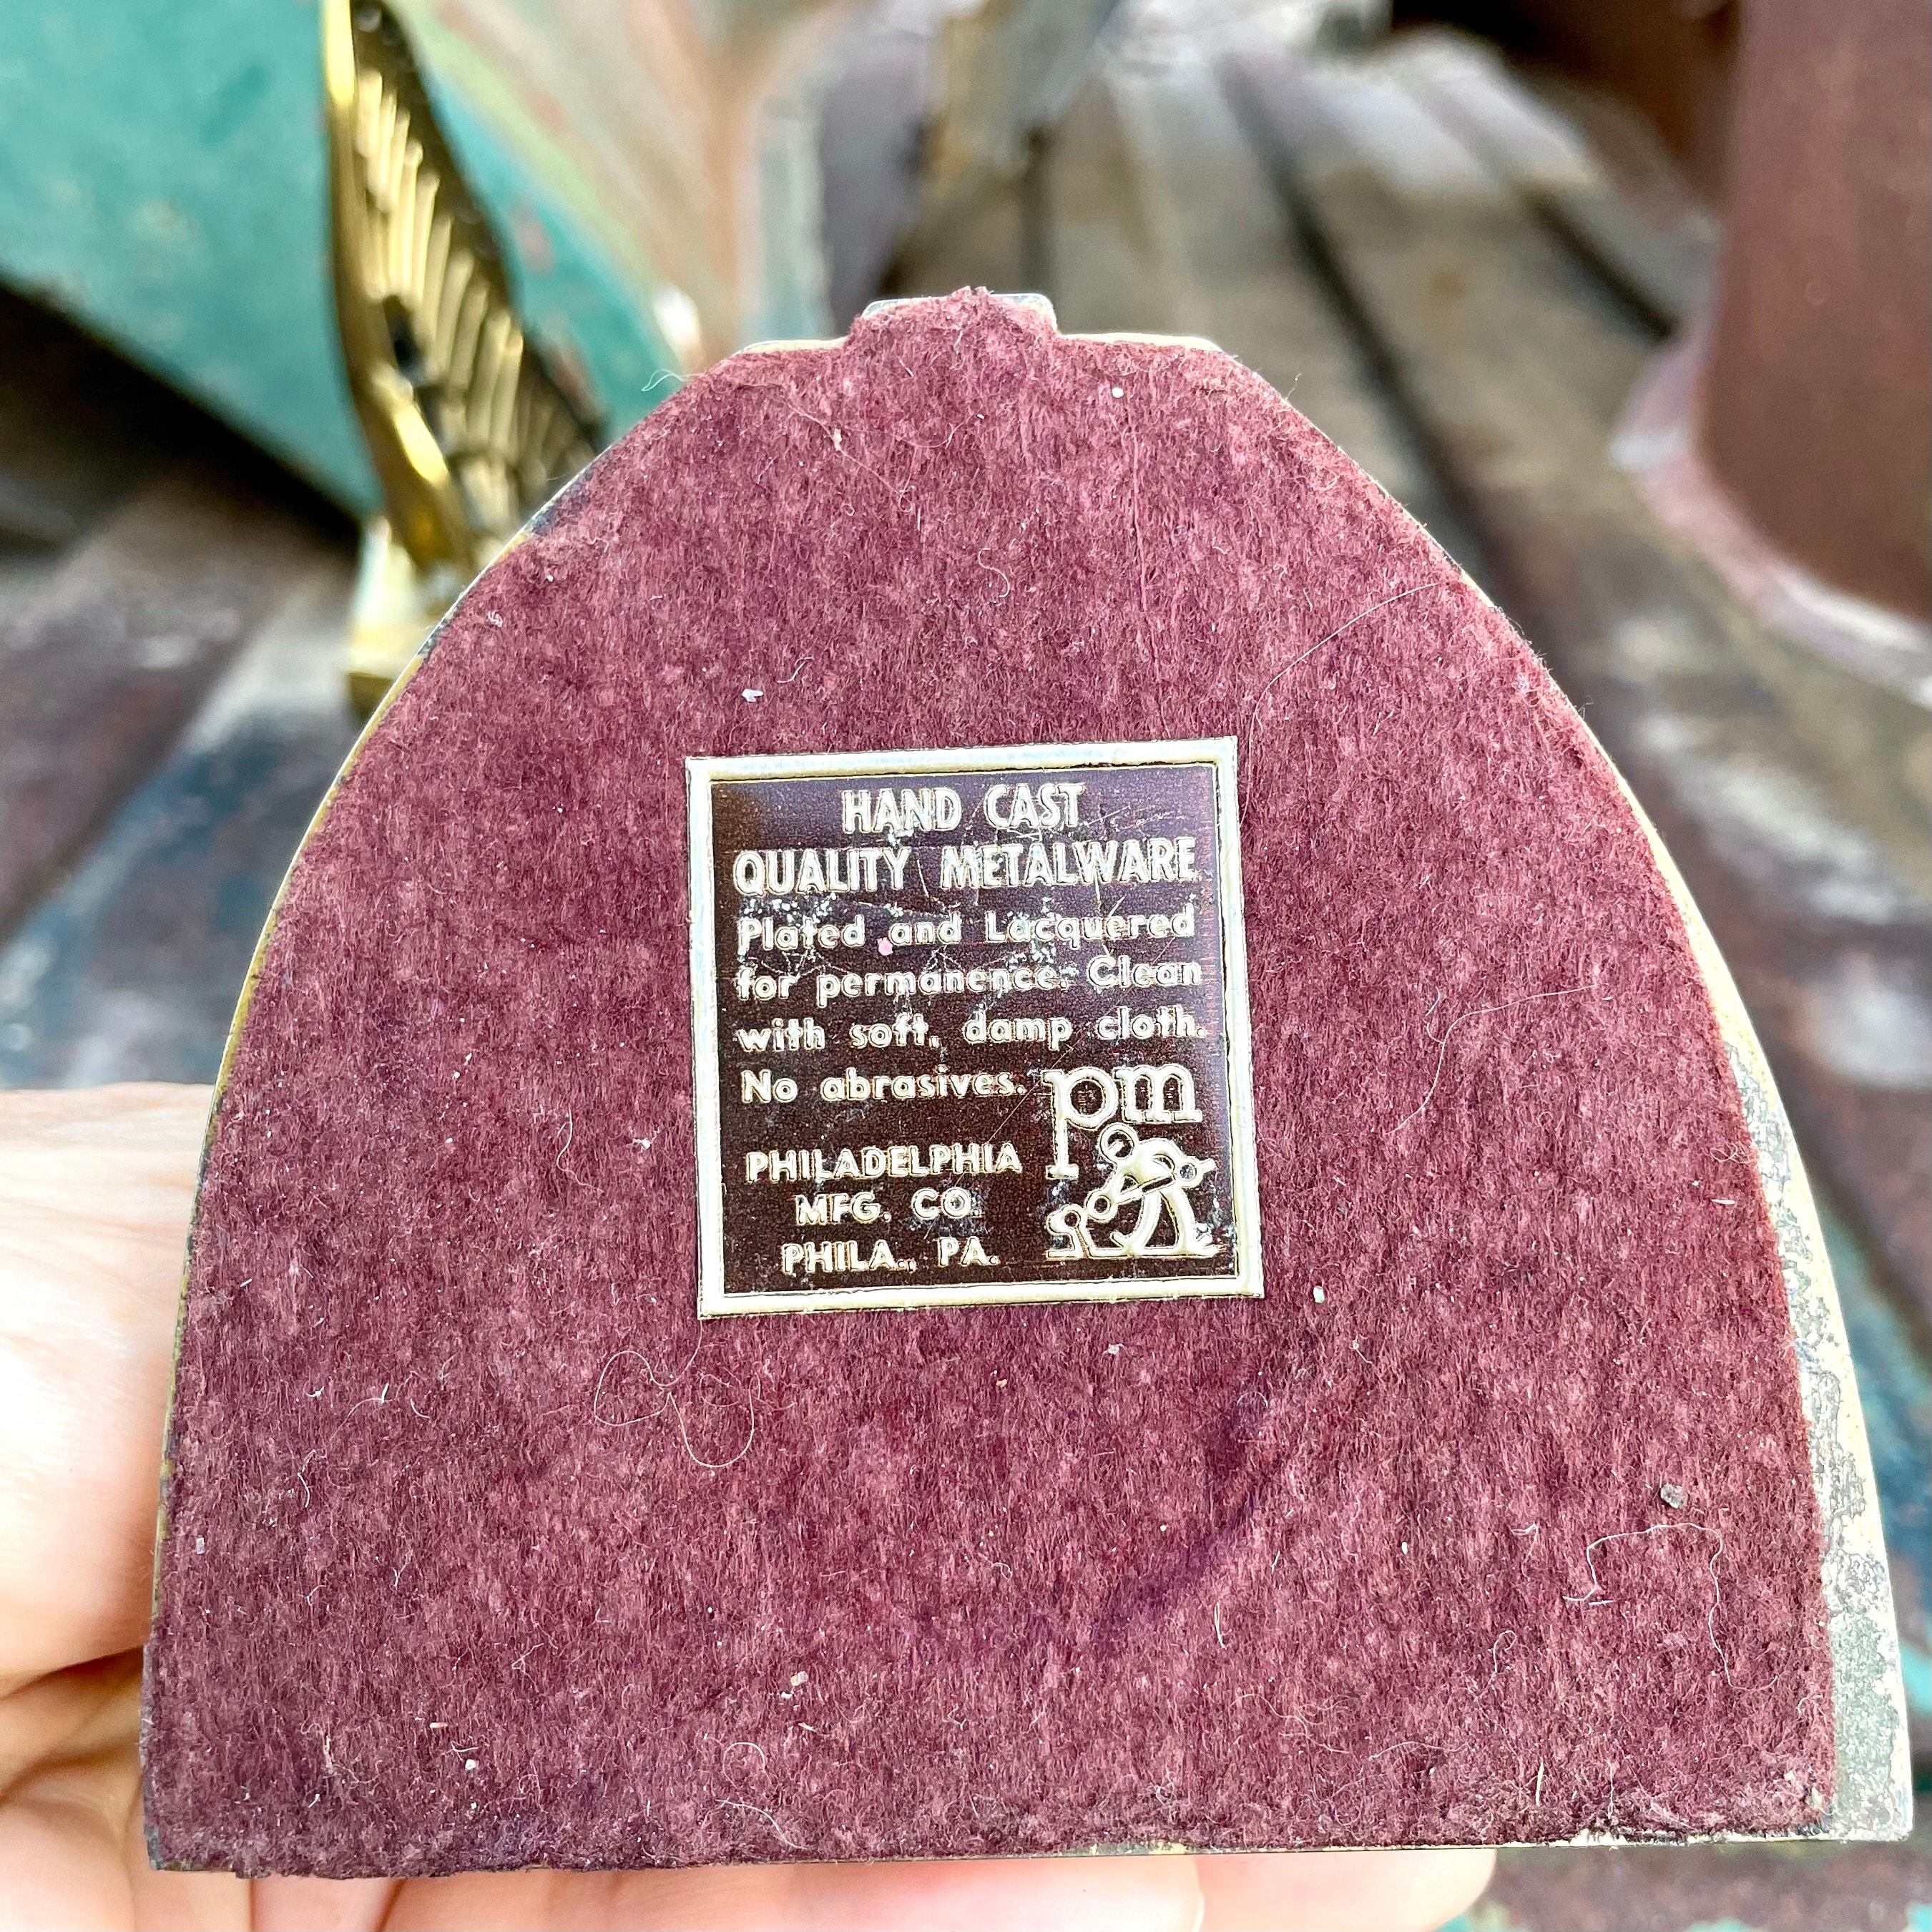 HAND CAST
QUALITY METALWARE
Plated and Lacquered
for permanence. Clean
with soft, damp cloth.
No abrasives.
pm
PHILADELPHIA
MFG. CO.
PHILA., PA.